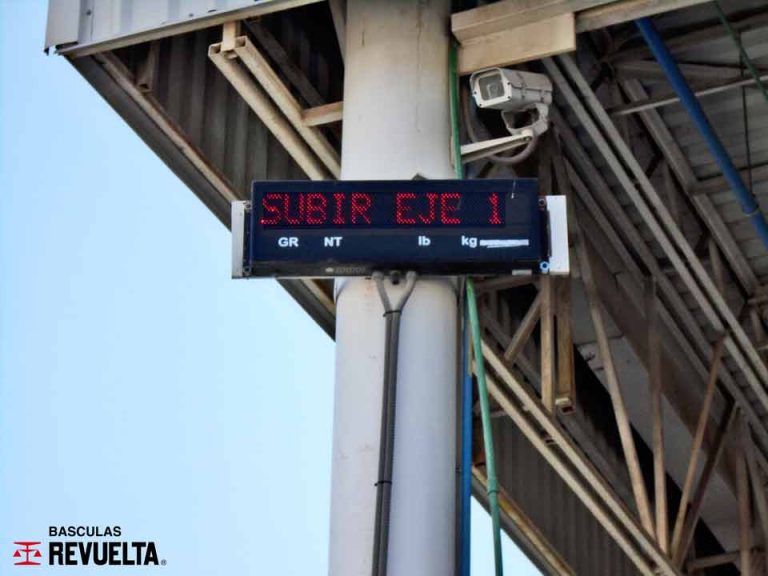 SUBIR EJE 1
GR NT lb kg
BASCULAS
REVUELTA®